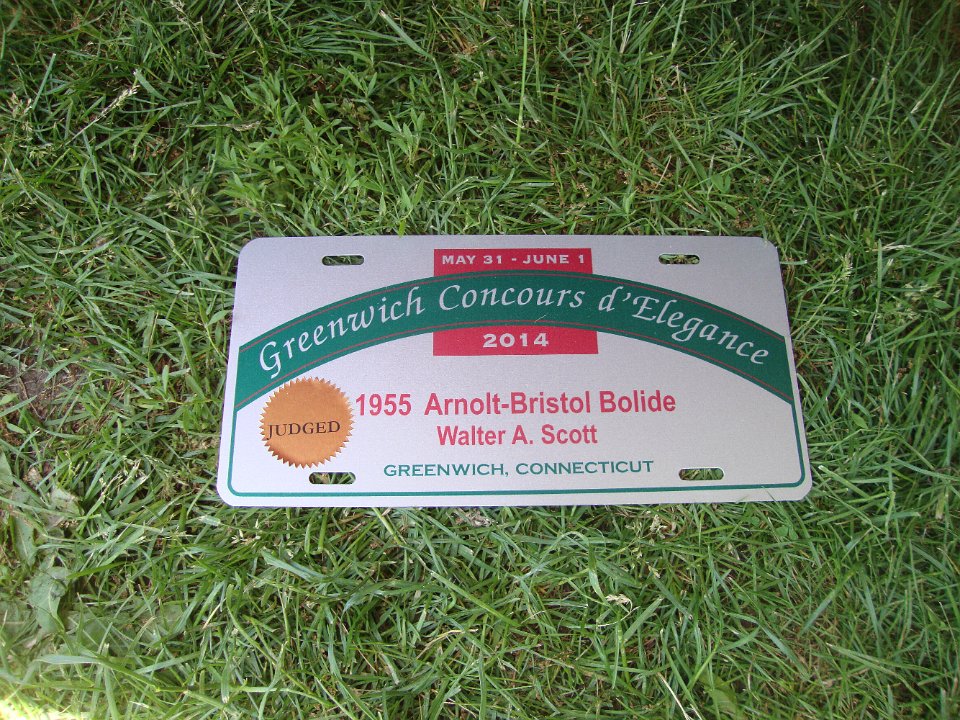 MAY 31 - JUNE 1
Greenwich Concours d'Elegance
2014
JUDGED
1955 Arnolt-Bristol Bolide
Walter A. Scott
GREENWICH, CONNECTICUT